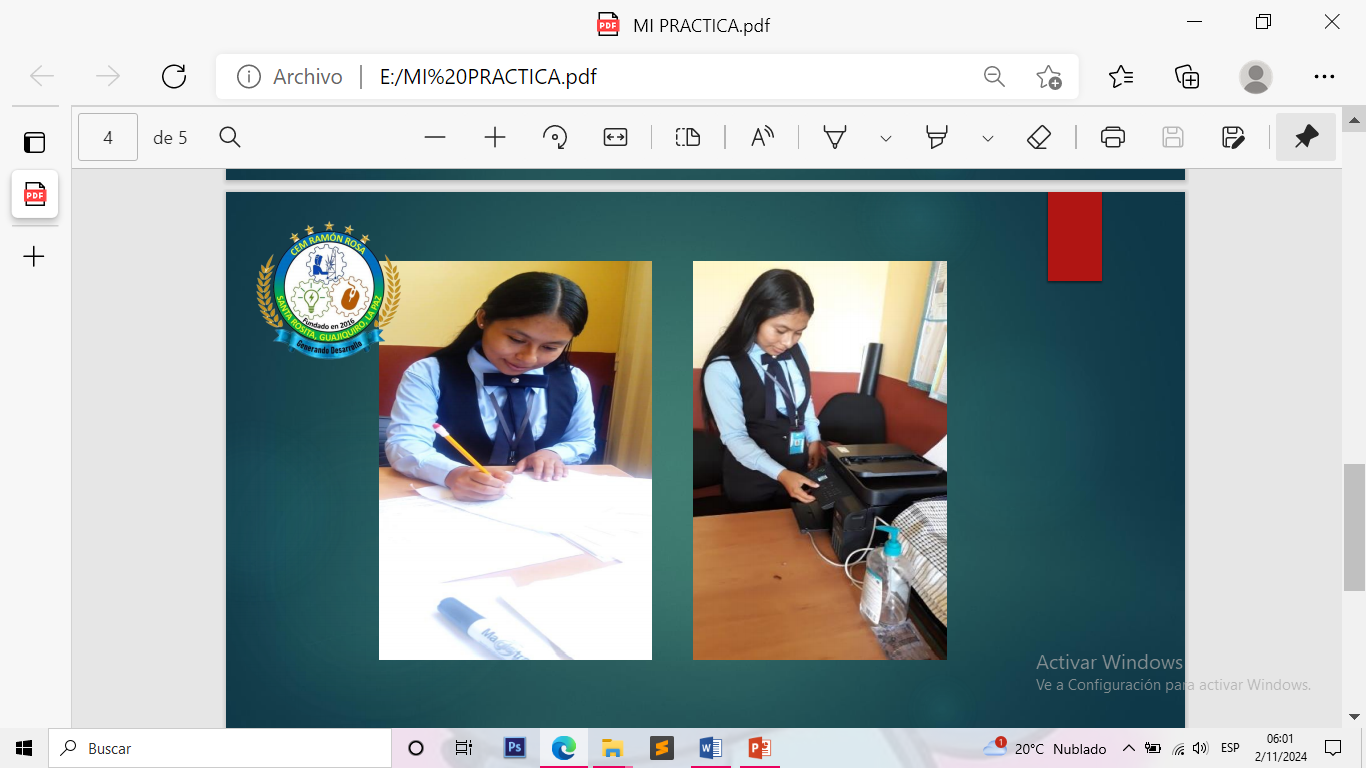 MI PRACTICA.pdf
Archivo
E:/MI%20PRACTICA.pdf
4
de 5
CEM RAMÓN ROSA
Fundado en 2016
SANTA ROSITA, GUAJIQUIRO, LA PAZ
Generando Desarrollo
Activar Windows
Ve a Configuración para activar Windows.
Buscar
Ps
1
20°C Nublado
ESP
06:01
2/11/2024